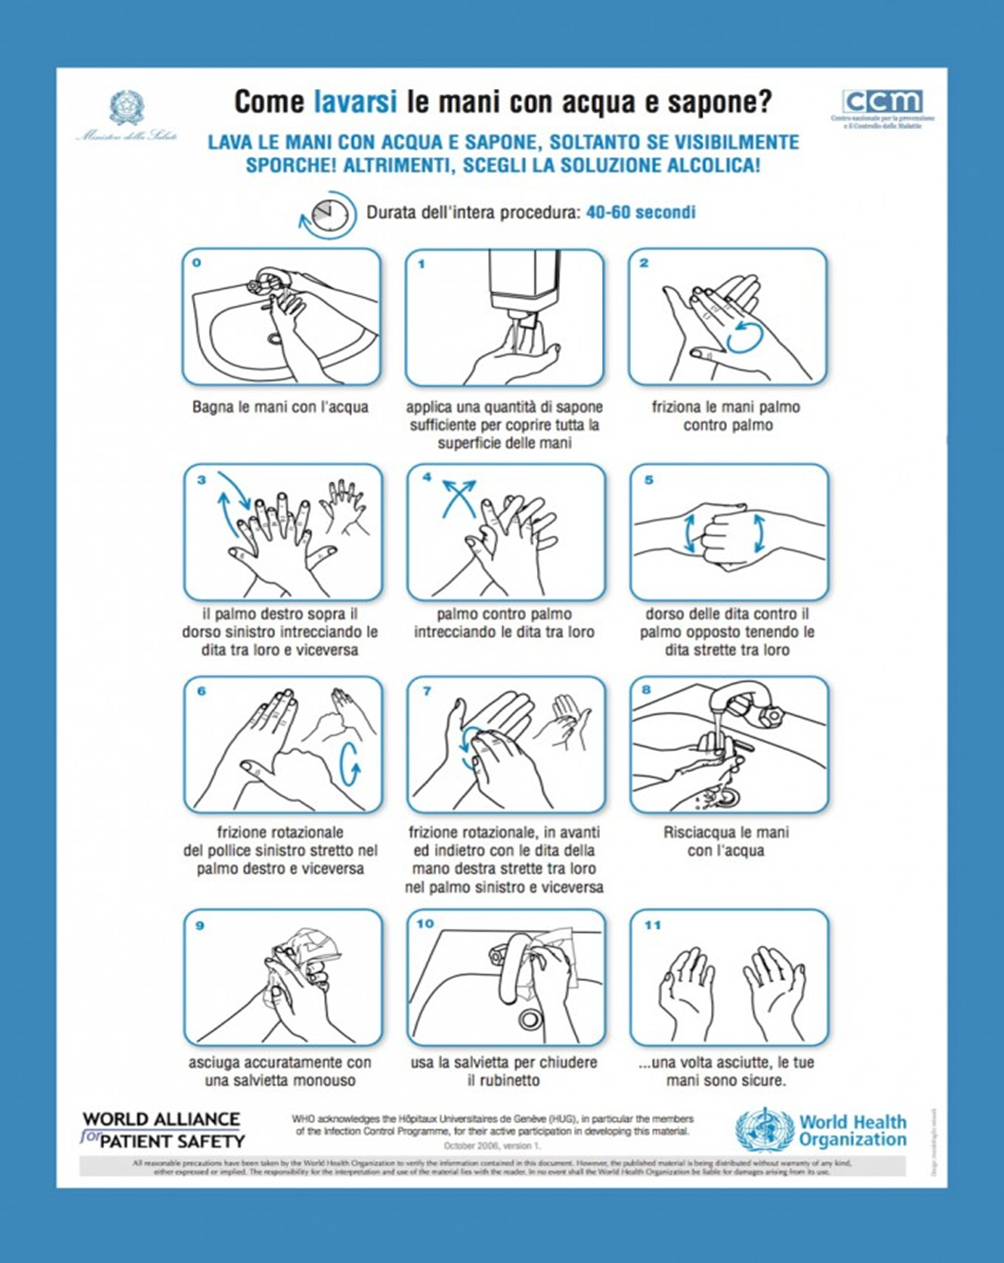 Ministero della Salute
Come lavarsi le mani con acqua e sapone?
ccm
Centro nazionale per la prevenzione
e il Controllo delle Malattie
LAVA LE MANI CON ACQUA E SAPONE, SOLTANTO SE VISIBILMENTE
SPORCHE! ALTRIMENTI, SCEGLI LA SOLUZIONE ALCOLICA!
Durata dell'intera procedura: 40-60 secondi
0
Bagna le mani con l'acqua
1
applica una quantità di sapone
sufficiente per coprire tutta la
superficie delle mani
2
friziona le mani palmo
contro palmo
3
il palmo destro sopra il
dorso sinistro intrecciando le
dita tra loro e viceversa
4
palmo contro palmo
intrecciando le dita tra loro
5
dorso delle dita contro il
palmo opposto tenendo le
dita strette tra loro
6
frizione rotazionale
del pollice sinistro stretto nel
palmo destro e viceversa
7
frizione rotazionale, in avanti
ed indietro con le dita della
mano destra strette tra loro
nel palmo sinistro e viceversa
8
Risciacqua le mani
con l'acqua
9
asciuga accuratamente con
una salvietta monouso
10
usa la salvietta per chiudere
il rubinetto
11
...una volta asciutte, le tue
mani sono sicure.
WORLD ALLIANCE
for PATIENT SAFETY
WHO acknowledges the Hôpitaux Universitaires de Genève (HUG), in particular the members
of the Infection Control Programme, for their active participation in developing this material.
October 2006, version 1.
World Health
Organization
All reasonable precautions have been taken by the World Health Organization to verify the information contained in this document. However, the published material is being distributed without warranty of any kind,
either expressed or implied. The responsibility for the interpretation and use of the material lies with the reader. In no event shall the World Health Organization be liable for damages arising from its use.